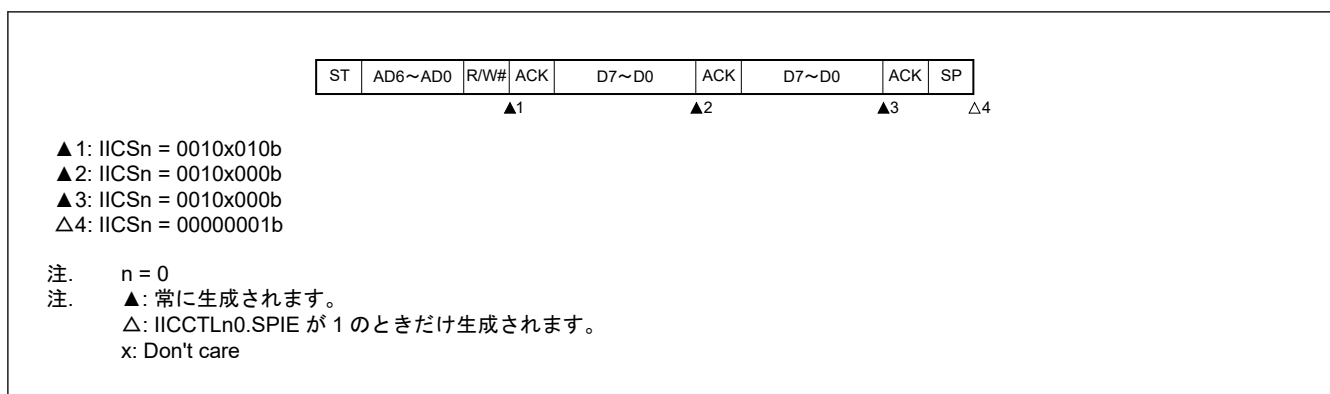 ST AD6～AD0 R/W# ACK D7～D0 ACK D7～D0 ACK SP
▲1 ▲2 ▲3 △4
▲1: IICSn = 0010x010b
▲2: IICSn = 0010x000b
▲3: IICSn = 0010x000b
△4: IICSn = 00000001b
注. n = 0
注. ▲: 常に生成されます。
△: IICCTLn0.SPIE が 1 のときだけ生成されます。
x: Don't care